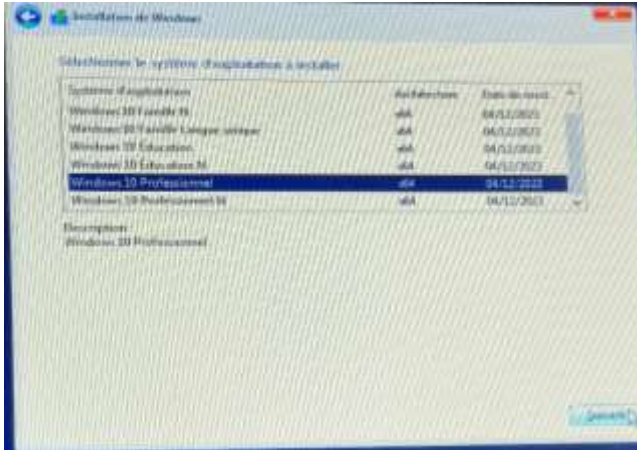 Installation de Windows
Sélectionner le système d'exploitation à installer
Système d'exploitation Architecture Date de modi...
Windows 10 Famille N x64 04/12/2023
Windows 10 Famille Langue unique x64 04/12/2023
Windows 10 Éducation x64 04/12/2023
Windows 10 Éducation N x64 04/12/2023
Windows 10 Professionnel x64 04/12/2023
Windows 10 Professionnel N x64 04/12/2023
Description :
Windows 10 Professionnel
Suivant